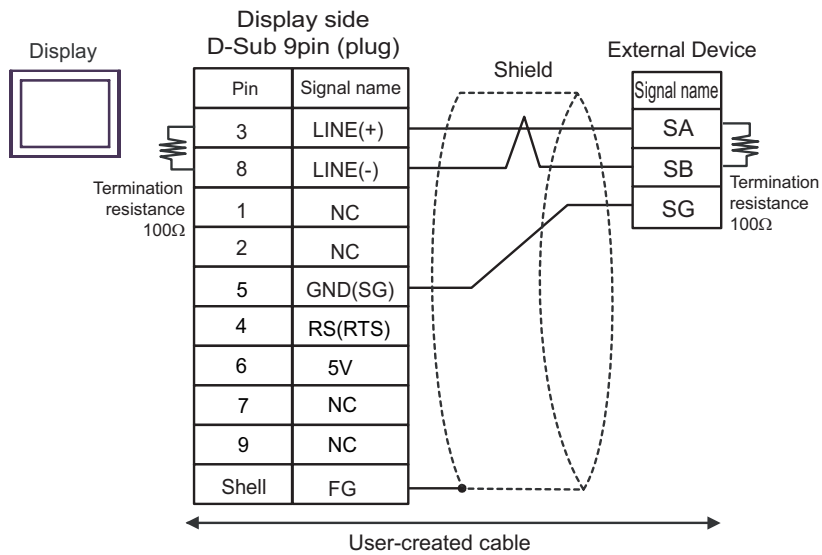 Display side
D-Sub 9pin (plug)
Display
Shield
External Device
Pin Signal name
3 LINE(+)
8 LINE(-)
1 NC
2 NC
5 GND(SG)
4 RS(RTS)
6 5V
7 NC
9 NC
Shell FG
Termination
resistance
100Ω
Signal name
SA
SB
SG
Termination
resistance
100Ω
User-created cable